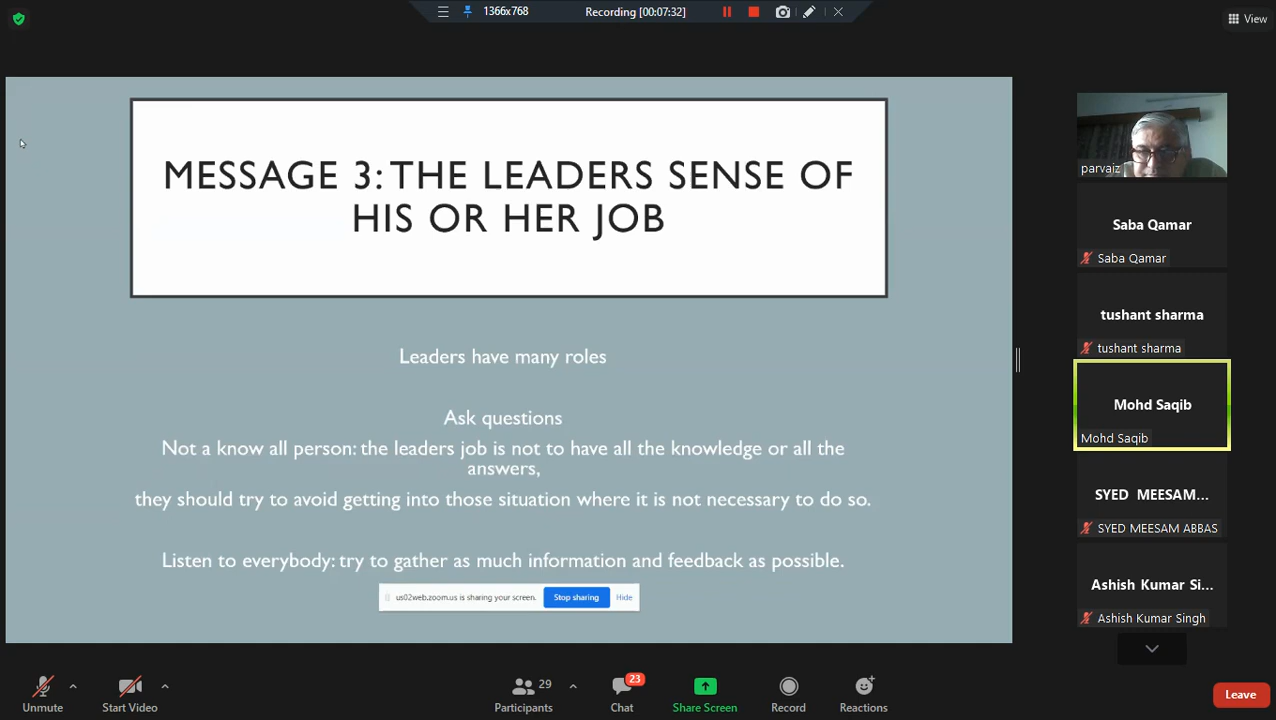 1366x768
Recording [00:07:32]
View
MESSAGE 3: THE LEADERS SENSE OF
HIS OR HER JOB
Leaders have many roles
Ask questions
Not a know all person: the leaders job is not to have all the knowledge or all the
answers,
they should try to avoid getting into those situation where it is not necessary to do so.
Listen to everybody: try to gather as much information and feedback as possible.
us02web.zoom.us is sharing your screen.
Stop sharing
Hide
parvaiz
Saba Qamar
Saba Qamar
tushant sharma
tushant sharma
Mohd Saqib
Mohd Saqib
SYED MEESAM...
SYED MEESAM ABBAS
Ashish Kumar Si...
Ashish Kumar Singh
Unmute
Start Video
29
Participants
23
Chat
Share Screen
Record
Reactions
Leave